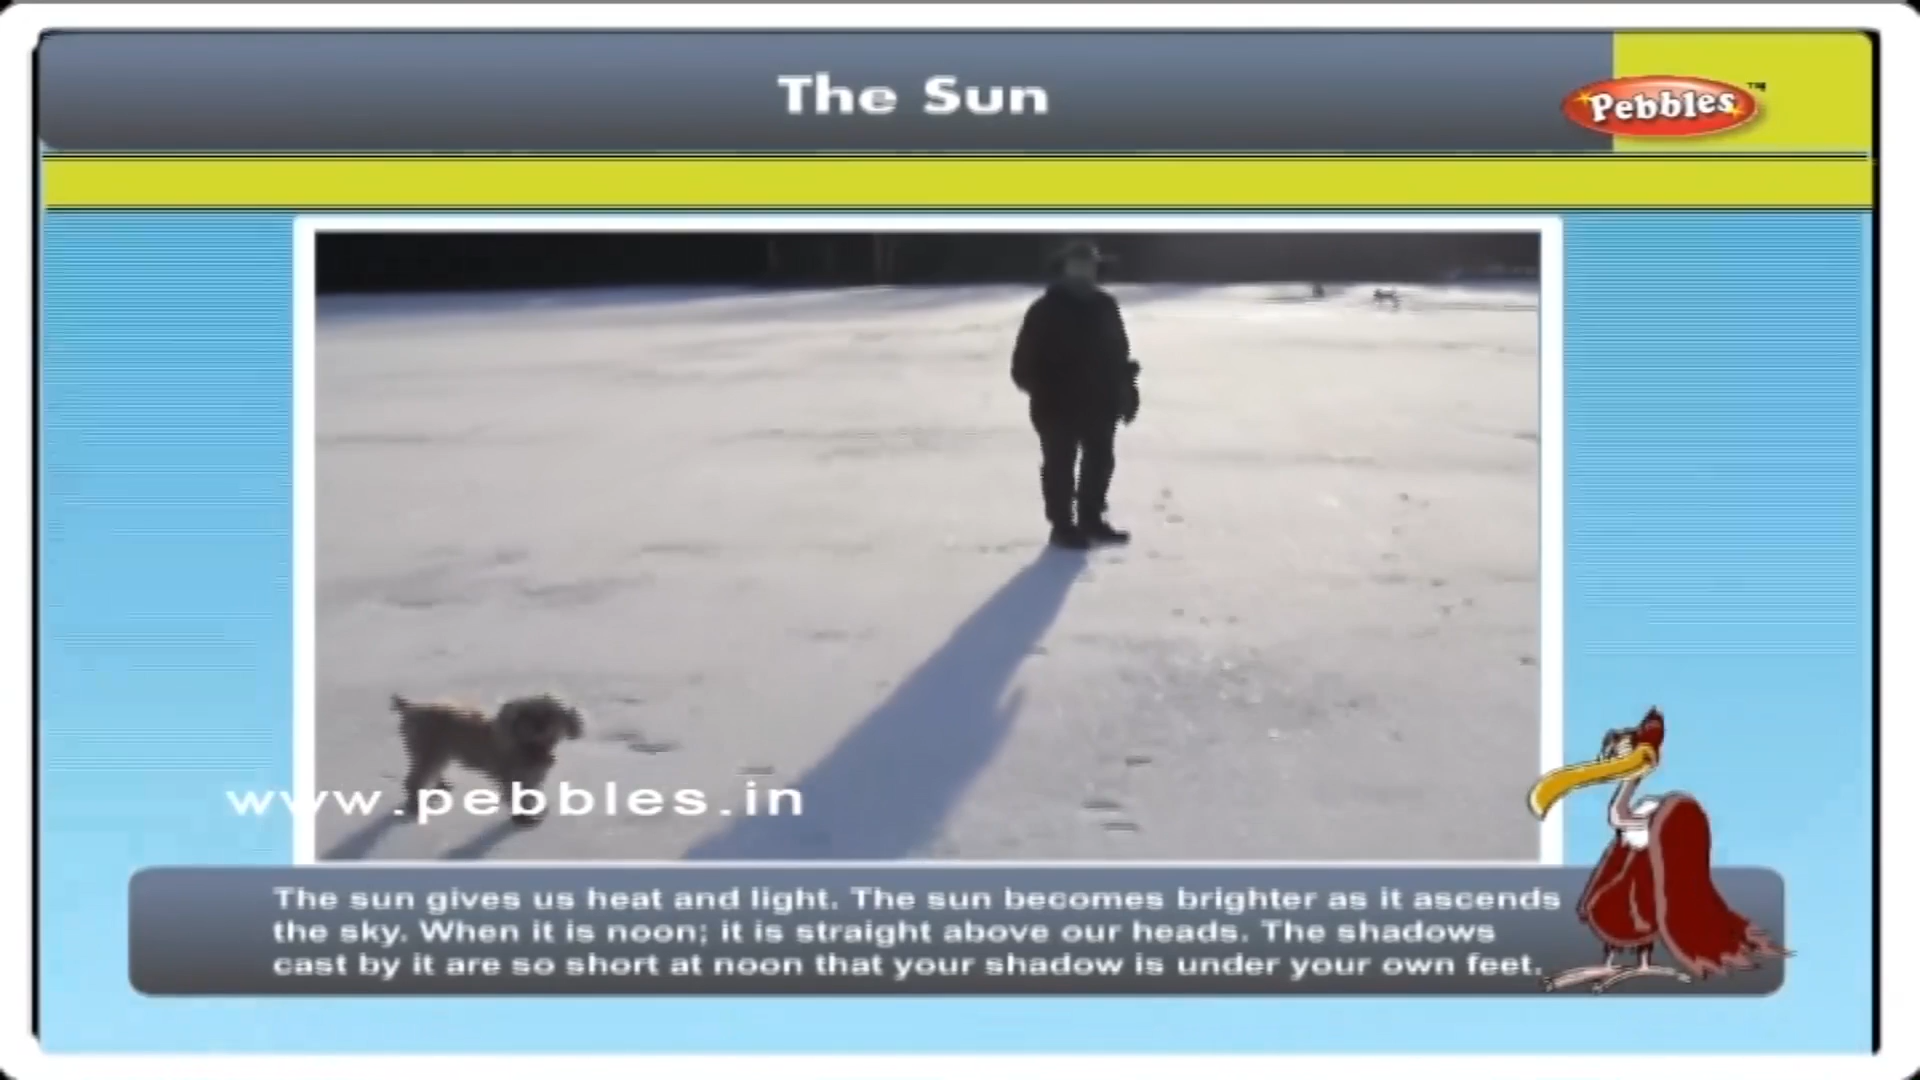 The Sun
Pebbles™
www.pebbles.in
The sun gives us heat and light. The sun becomes brighter as it ascends
the sky. When it is noon; it is straight above our heads. The shadows
cast by it are so short at noon that your shadow is under your own feet.